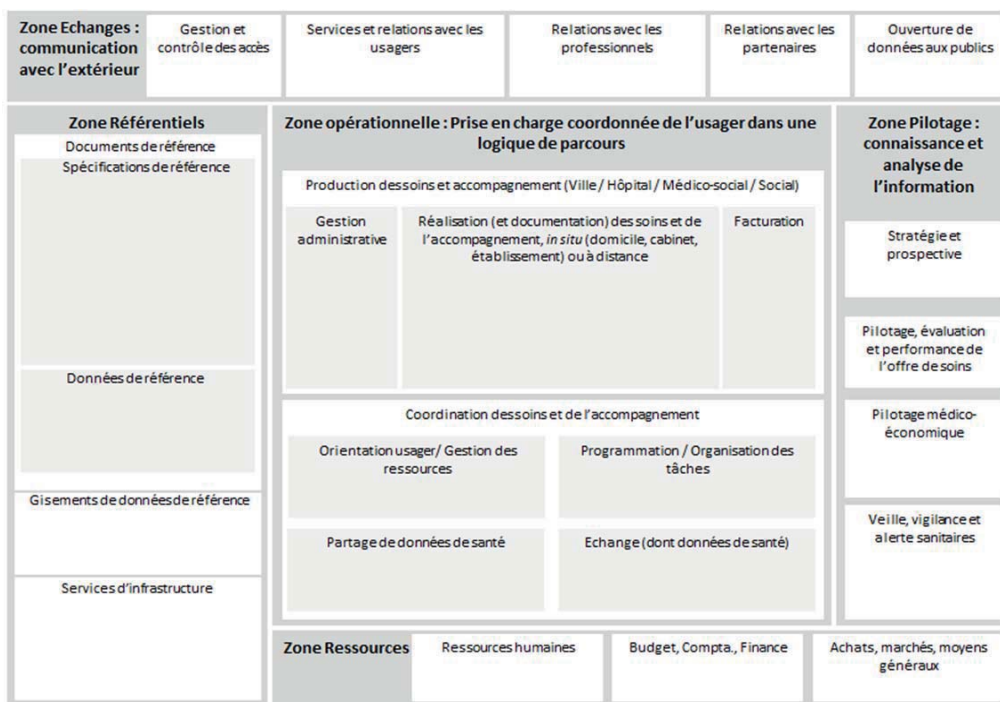 Zone Echanges :
communication
avec l'extérieur
Gestion et
contrôle des accès
Services et relations avec les
usagers
Relations avec les
professionnels
Relations avec les
partenaires
Ouverture de
données aux publics
Zone Référentiels
Documents de référence
Spécifications de référence
Données de référence
Gisements de données de référence
Services d'infrastructure
Zone opérationnelle : Prise en charge coordonnée de l'usager dans une
logique de parcours
Production des soins et accompagnement (Ville / Hôpital / Médico-social / Social)
Gestion
administrative
Réalisation (et documentation) des soins et de
l'accompagnement, in situ (domicile, cabinet,
établissement) ou à distance
Facturation
Coordination des soins et de l'accompagnement
Orientation usager/ Gestion des
ressources
Programmation / Organisation des
tâches
Partage de données de santé
Echange (dont données de santé)
Zone Pilotage :
connaissance et
analyse de
l'information
Stratégie et
prospective
Pilotage, évaluation
et performance de
l'offre de soins
Pilotage médico-
économique
Veille, vigilance et
alerte sanitaires
Zone Ressources
Ressources humaines
Budget, Compta., Finance
Achats, marchés, moyens
généraux